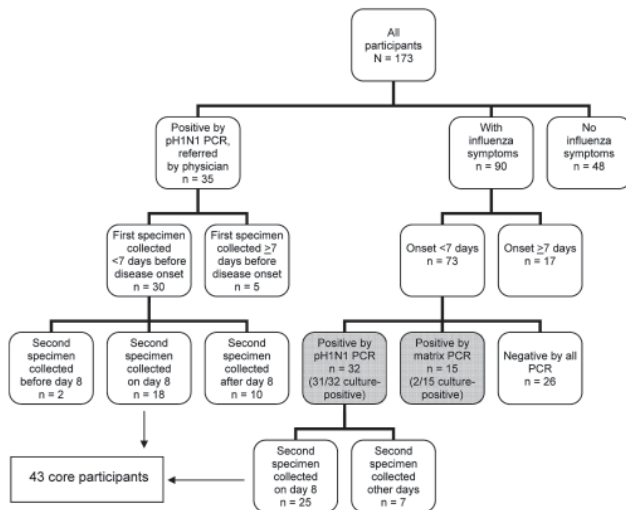 All
participants
N = 173
Positive by
pH1N1 PCR,
referred
by physician
n = 35
With
influenza
symptoms
n = 90
No
influenza
symptoms
n = 48
First specimen
collected
<7 days before
disease onset
n = 30
First specimen
collected ≥7
days before
disease onset
n = 5
Onset <7 days
n = 73
Onset ≥7 days
n = 17
Second
specimen
collected
before day 8
n = 2
Second
specimen
collected
on day 8
n = 18
Second
specimen
collected
after day 8
n = 10
Positive by
pH1N1 PCR
n = 32
(31/32 culture-
positive)
Positive by
matrix PCR
n = 15
(2/15 culture-
positive)
Negative by all
PCR
n = 26
43 core participants
Second
specimen
collected
on day 8
n = 25
Second
specimen
collected
other days
n = 7